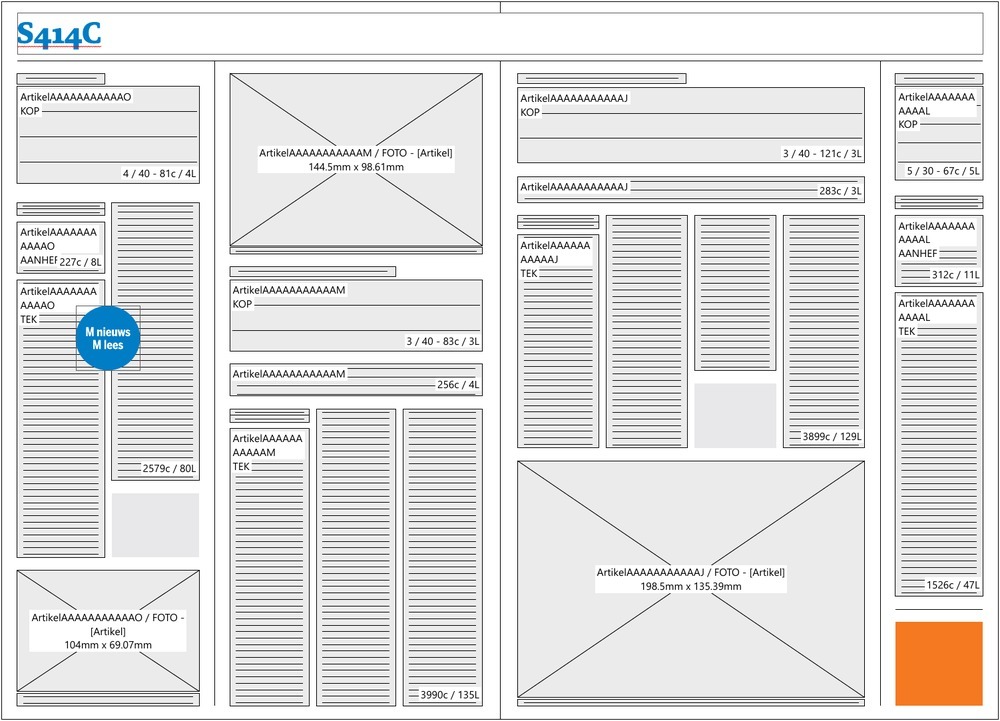 S414C
ArtikelAAAAAAAAAAAO
KOP
4 / 40 - 81c / 4L
ArtikelAAAAAAA
AAAAO
AANHEF
227c / 8L
ArtikelAAAAAAA
AAAAO
TEK
M nieuws
M lees
2579c / 80L
ArtikelAAAAAAAAAAAO / FOTO -
[Artikel]
104mm x 69.07mm
ArtikelAAAAAAAAAAAM / FOTO - [Artikel]
144.5mm x 98.61mm
ArtikelAAAAAAAAAAAM
KOP
3 / 40 - 83c / 3L
ArtikelAAAAAAAAAAAM
256c / 4L
ArtikelAAAAAA
AAAAAM
TEK
3990c / 135L
ArtikelAAAAAAAAAAAJ
KOP
3 / 40 - 121c / 3L
ArtikelAAAAAAAAAAAJ
283c / 3L
ArtikelAAAAAA
AAAAAJ
TEK
3899c / 129L
ArtikelAAAAAAAAAAAJ / FOTO - [Artikel]
198.5mm x 135.39mm
ArtikelAAAAAAA
AAAAL
KOP
5 / 30 - 67c / 5L
ArtikelAAAAAAA
AAAAL
AANHEF
312c / 11L
ArtikelAAAAAAA
AAAAL
TEK
1526c / 47L